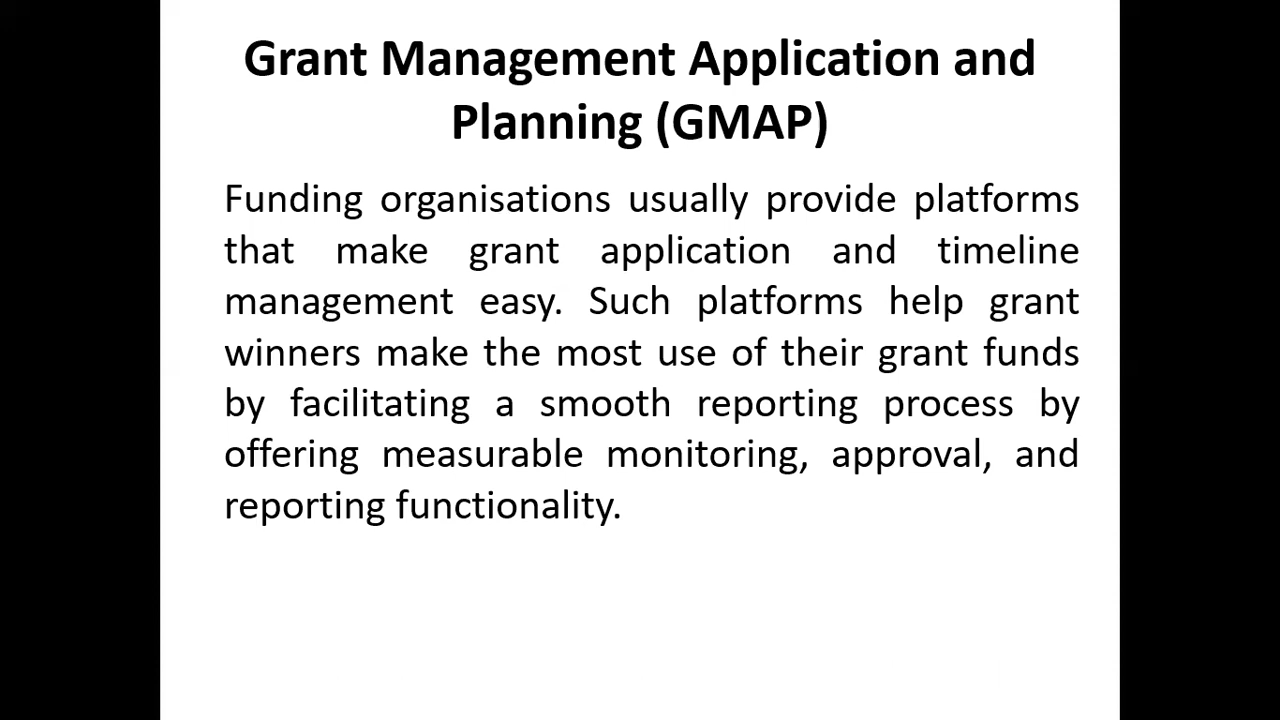 Grant Management Application and
Planning (GMAP)
Funding organisations usually provide platforms
that make grant application and timeline
management easy. Such platforms help grant
winners make the most use of their grant funds
by facilitating a smooth reporting process by
offering measurable monitoring, approval, and
reporting functionality.